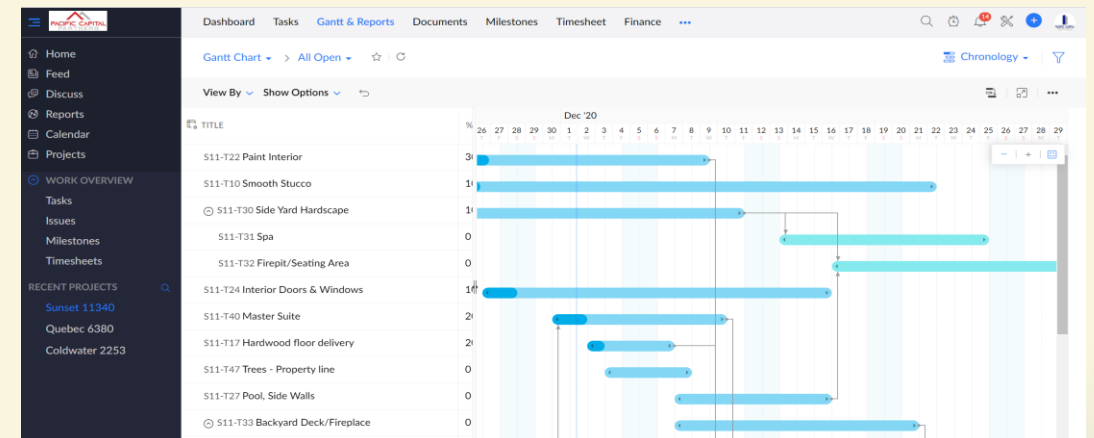 PACIFIC CAPITAL
PARTNERS
Dashboard Tasks Gantt & Reports Documents Milestones Timesheet Finance •••
14
Gantt Chart > All Open
Chronology
View By Show Options
•••
Home
Feed
Discuss
Reports
Calendar
Projects
WORK OVERVIEW
Tasks
Issues
Milestones
Timesheets
RECENT PROJECTS
Sunset 11340
Quebec 6380
Coldwater 2253
Dec '20
TITLE %
26 27 28 29 30 1 2 3 4 5 6 7 8 9 10 11 12 13 14 15 16 17 18 19 20 21 22 23 24 25 26 27 28 29
T F S S M T W T F S S M T W T F S S M T W T F S S M T W T F S S M T
S11-T22 Paint Interior
S11-T10 Smooth Stucco
S11-T30 Side Yard Hardscape
S11-T31 Spa 0
S11-T32 Firepit/Seating Area 0
S11-T24 Interior Doors & Windows
S11-T40 Master Suite
S11-T17 Hardwood floor delivery
S11-T47 Trees - Property line 0
S11-T27 Pool, Side Walls 0
S11-T33 Backyard Deck/Fireplace 0